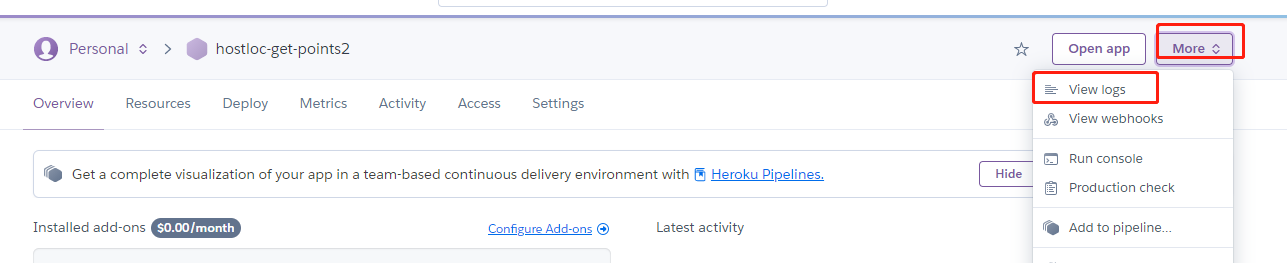 Personal hostloc-get-points2 Open app More
View logs
Overview Resources Deploy Metrics Activity Access Settings
View webhooks
Run console
Get a complete visualization of your app in a team-based continuous delivery environment with Heroku Pipelines. Hide
Production check
Installed add-ons $0.00/month Configure Add-ons Latest activity
Add to pipeline...